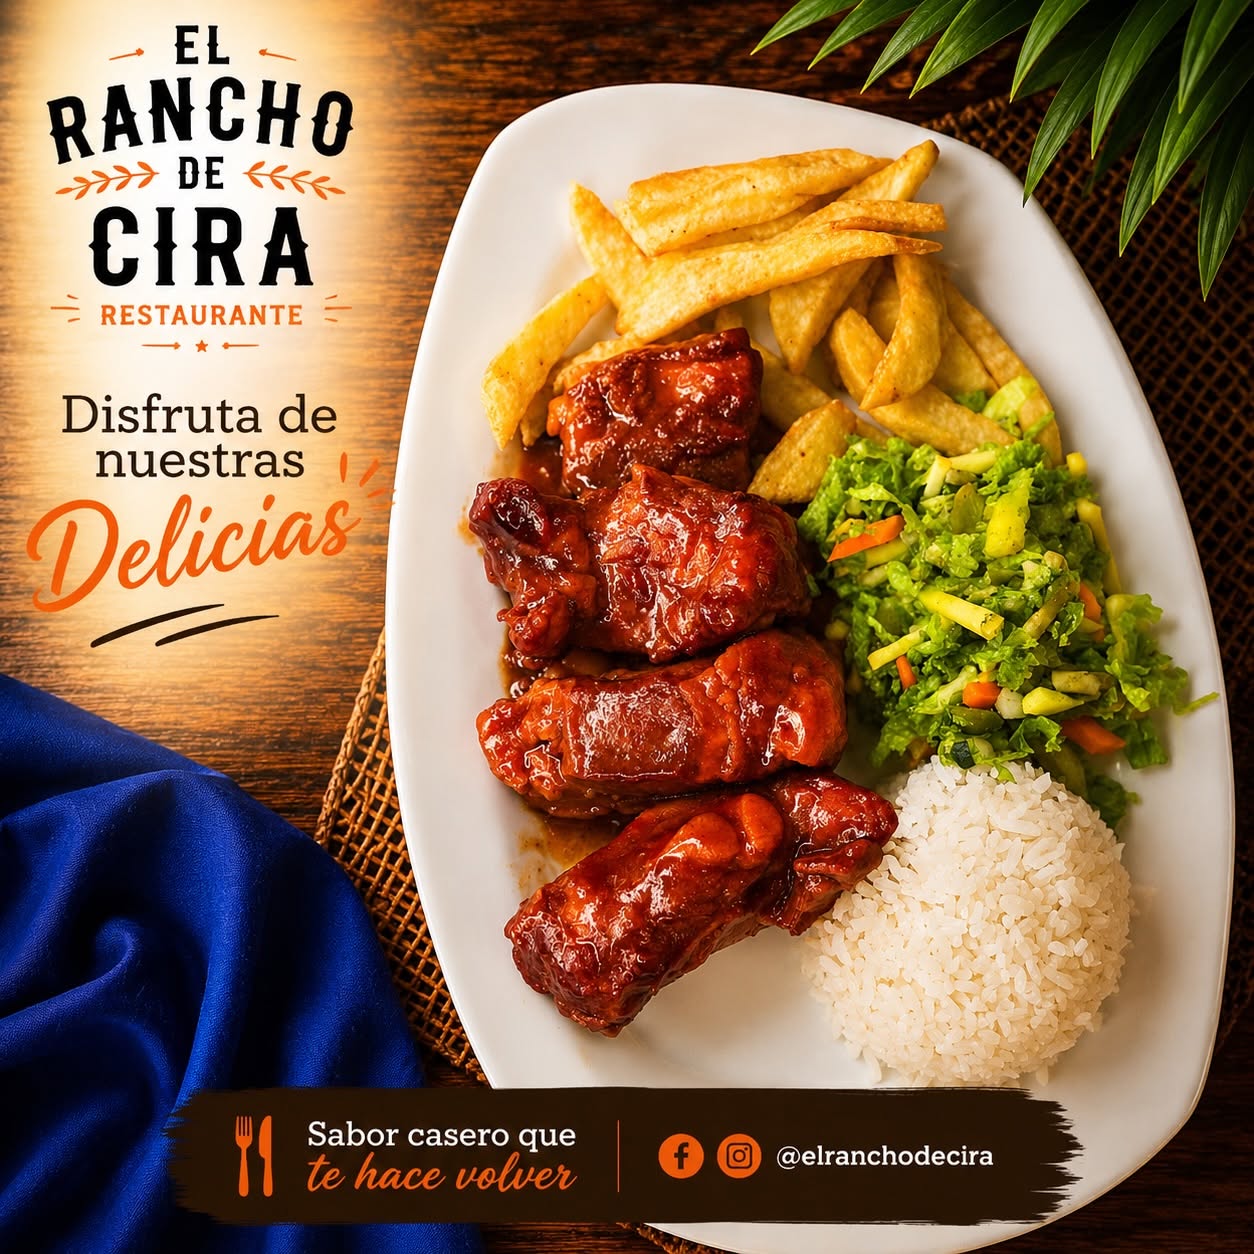 EL
RANCHO
DE
CIRA
RESTAURANTE
Disfruta de
nuestras
Delicias
Sabor casero que
te hace volver
@elranchodecira